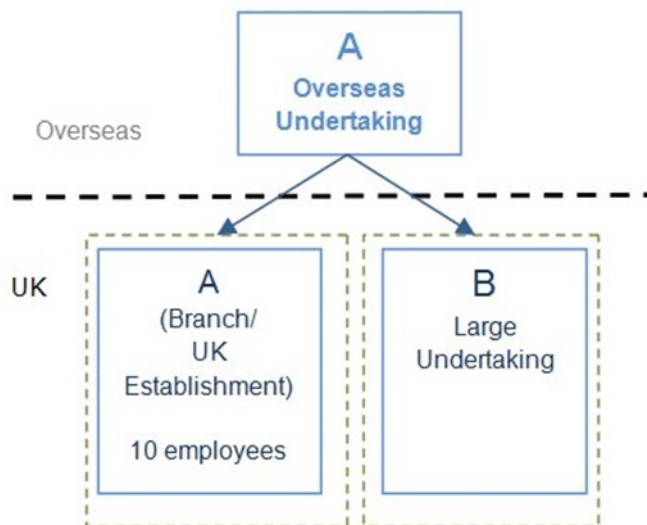 A
Overseas
Undertaking
Overseas
UK
A
(Branch/
UK
Establishment)
10 employees
B
Large
Undertaking